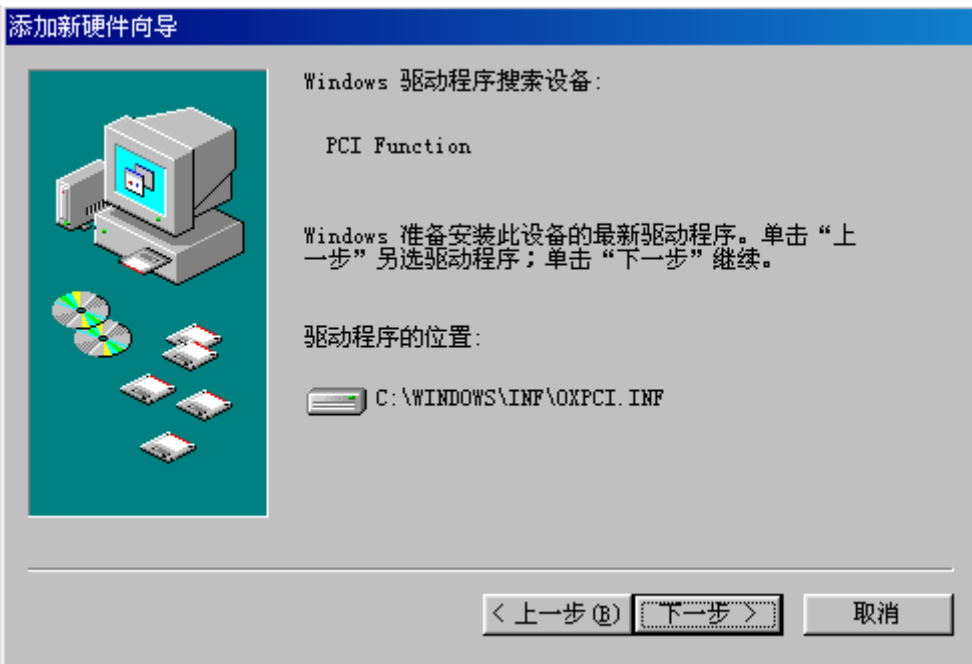 添加新硬件向导
Windows 驱动程序搜索设备:
PCI Function
Windows 准备安装此设备的最新驱动程序。单击“上
一步”另选驱动程序；单击“下一步”继续。
驱动程序的位置:
C:\WINDOWS\INF\OXPCI.INF
< 上一步(B) 下一步 > 取消